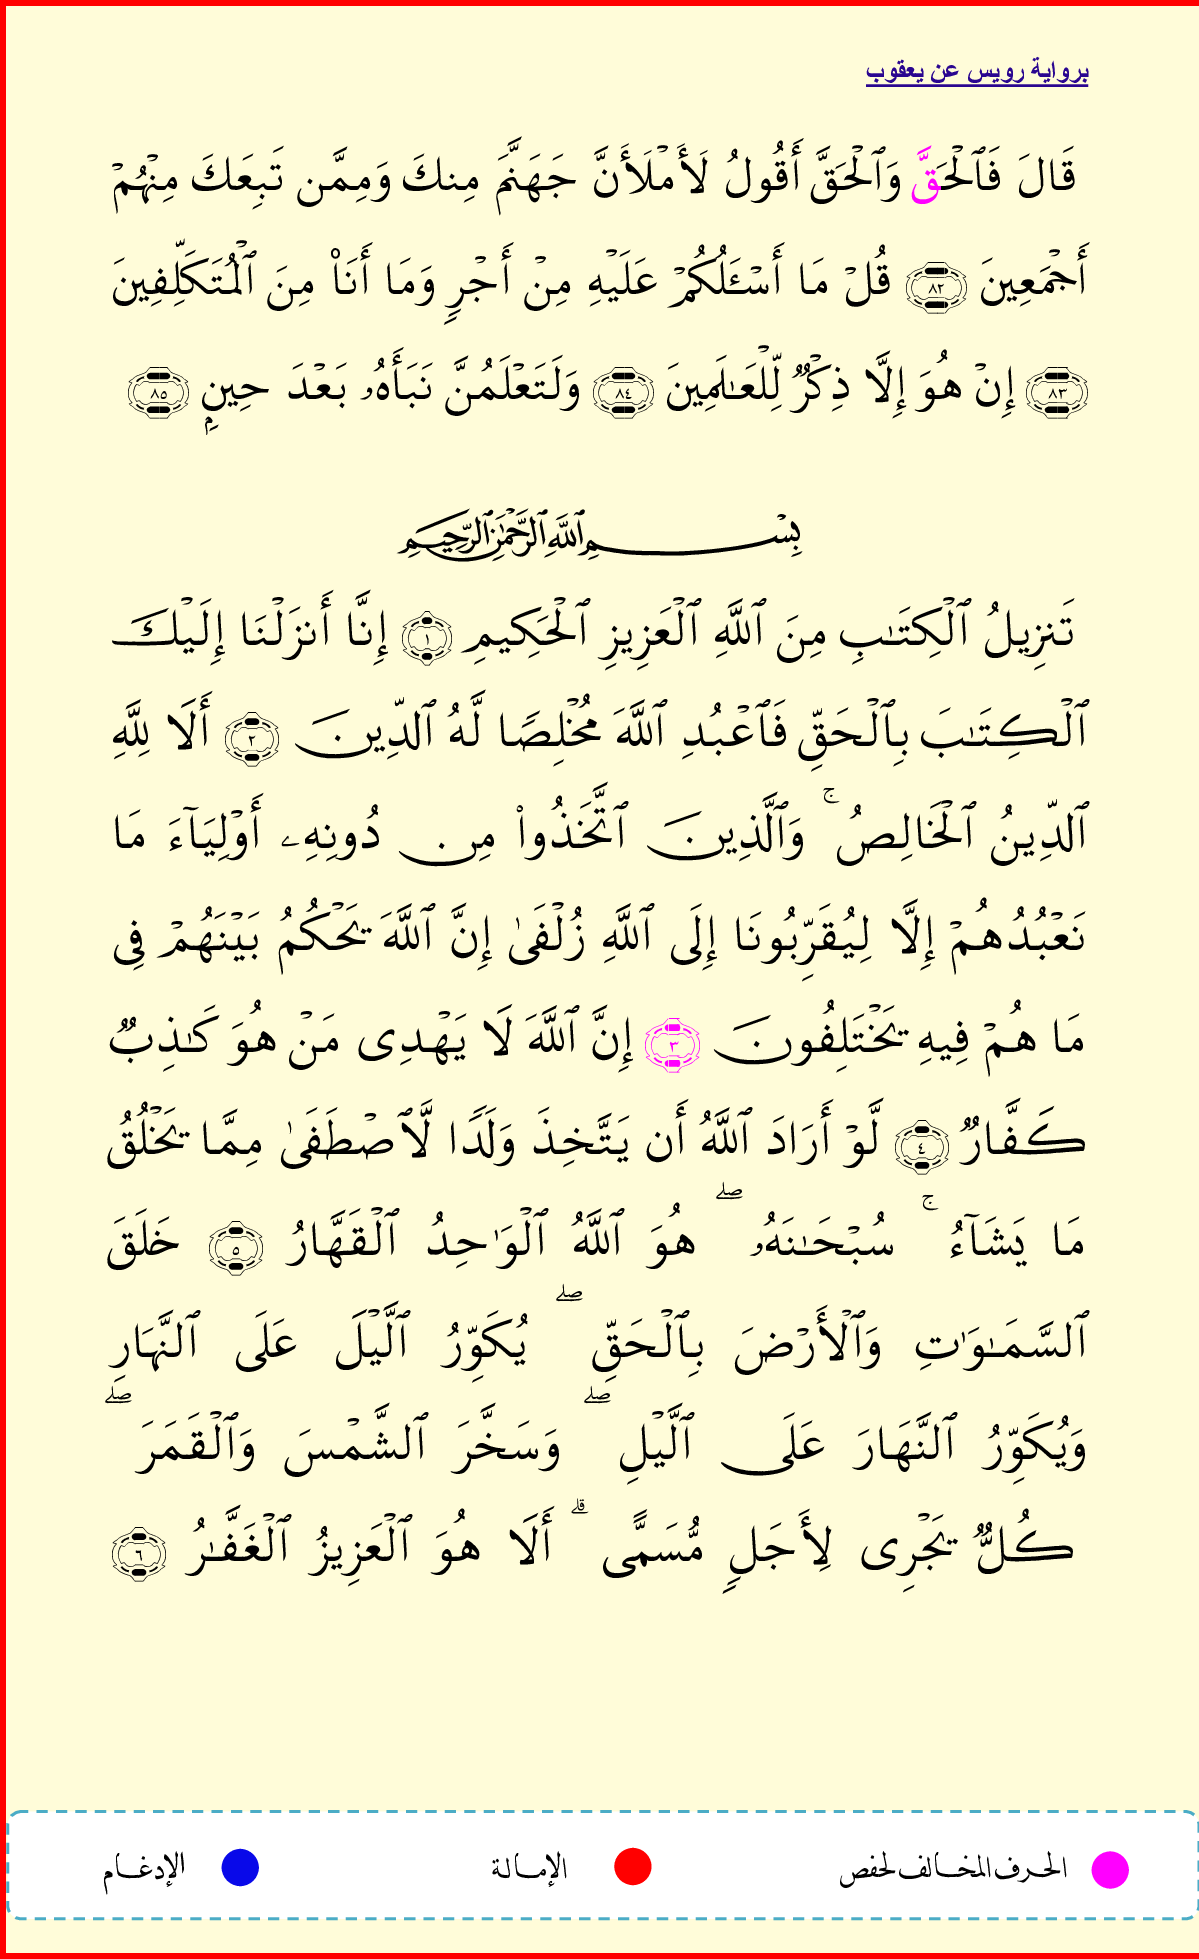 برواية رويس عن يعقوب
قَالَ فَٱلْحَقَّ وَٱلْحَقَّ أَقُولُ لَأَمْلَأَنَّ جَهَنَّمَ مِنكَ وَمِمَّن تَبِعَكَ مِنْهُمْ
أَجْمَعِينَ ٨٢ قُلْ مَا أَسْـَٔلُكُمْ عَلَيْهِ مِنْ أَجْرٍ وَمَا أَنَا۠ مِنَ ٱلْمُتَكَلِّفِينَ
٨٣ إِنْ هُوَ إِلَّا ذِكْرٌ لِّلْعَـٰلَمِينَ ٨٤ وَلَتَعْلَمُنَّ نَبَأَهُۥ بَعْدَ حِينٍۭ ٨٥
بِسْمِ ٱللَّهِ ٱلرَّحْمَـٰنِ ٱلرَّحِيمِ
تَنزِيلُ ٱلْكِتَـٰبِ مِنَ ٱللَّهِ ٱلْعَزِيزِ ٱلْحَكِيمِ ١ إِنَّا أَنزَلْنَا إِلَيْكَ
ٱلْكِتَـٰبَ بِٱلْحَقِّ فَٱعْبُدِ ٱللَّهَ مُخْلِصًا لَّهُ ٱلدِّينَ ٢ أَلَا لِلَّهِ
ٱلدِّينُ ٱلْخَالِصُ ۚ وَٱلَّذِينَ ٱتَّخَذُوا۟ مِن دُونِهِۦ أَوْلِيَآءَ مَا
نَعْبُدُهُمْ إِلَّا لِيُقَرِّبُونَا إِلَى ٱللَّهِ زُلْفَىٰ إِنَّ ٱللَّهَ يَحْكُمُ بَيْنَهُمْ فِى
مَا هُمْ فِيهِ يَخْتَلِفُونَ ٣ إِنَّ ٱللَّهَ لَا يَهْدِى مَنْ هُوَ كَـٰذِبٌ
كَفَّارٌ ٤ لَّوْ أَرَادَ ٱللَّهُ أَن يَتَّخِذَ وَلَدًا لَّٱصْطَفَىٰ مِمَّا يَخْلُقُ
مَا يَشَآءُ ۚ سُبْحَـٰنَهُۥ ۖ هُوَ ٱللَّهُ ٱلْوَٰحِدُ ٱلْقَهَّارُ ٥ خَلَقَ
ٱلسَّمَـٰوَٰتِ وَٱلْأَرْضَ بِٱلْحَقِّ ۖ يُكَوِّرُ ٱلَّيْلَ عَلَى ٱلنَّهَارِ
وَيُكَوِّرُ ٱلنَّهَارَ عَلَى ٱلَّيْلِ ۖ وَسَخَّرَ ٱلشَّمْسَ وَٱلْقَمَرَ ۖ
كُلٌّ يَجْرِى لِأَجَلٍ مُّسَمًّى ۗ أَلَا هُوَ ٱلْعَزِيزُ ٱلْغَفَّـٰرُ ٦
الحرف المخالف لحفص الإمالة الإدغام